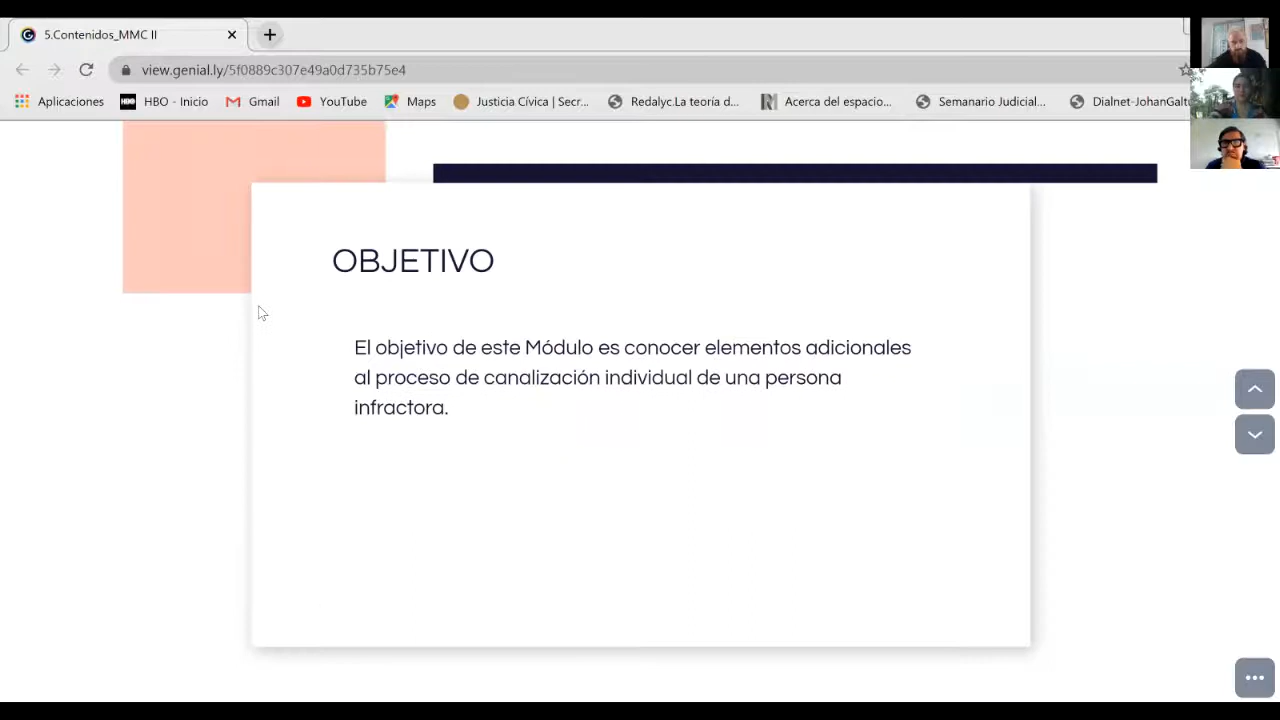 5.Contenidos_MMC II
view.genial.ly/5f0889c307e49a0d735b75e4
Aplicaciones
HBO - Inicio
Gmail
YouTube
Maps
Justicia Cívica | Secr...
Redalyc.La teoría d...
Acerca del espacio...
Semanario Judicial...
Dialnet-JohanGaltu
OBJETIVO
El objetivo de este Módulo es conocer elementos adicionales
al proceso de canalización individual de una persona
infractora.